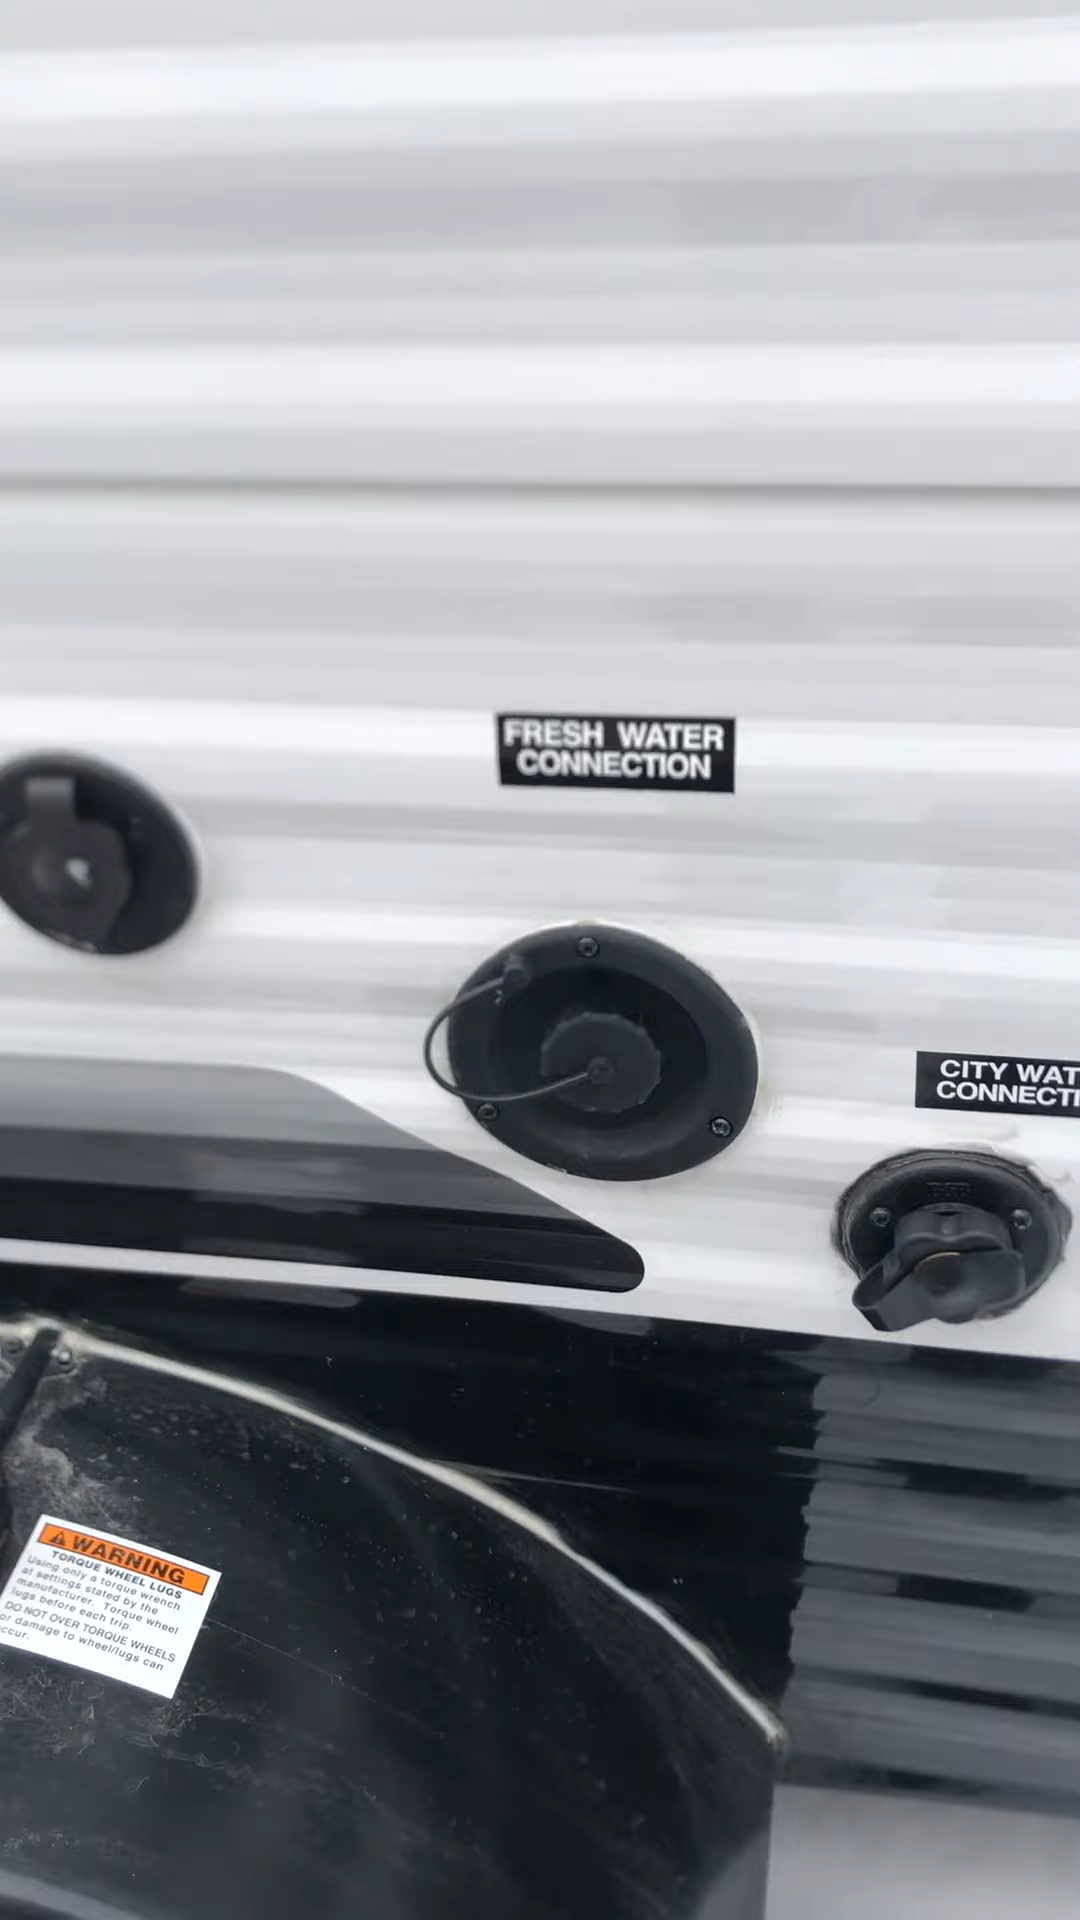 FRESH WATER
CONNECTION
CITY WAT
CONNECTI
WARNING
TORQUE WHEEL LUGS
Using only a torque wrench
at settings stated by the
manufacturer. Torque wheel
lugs before each trip.
DO NOT OVER TORQUE WHEELS
or damage to wheel/lugs can
occur.